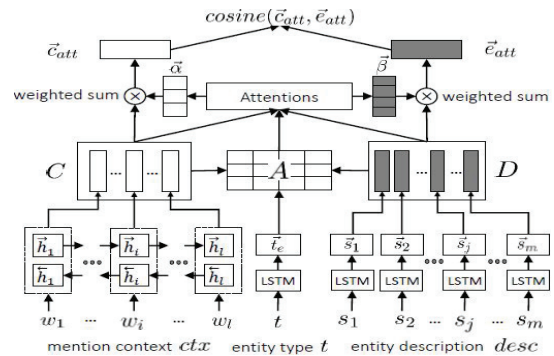 cosine(c⃗_att, e⃗_att)
c⃗_att e⃗_att
α⃗ β⃗
weighted sum × Attentions × weighted sum
C ... ... A ... ... D
h⃗_1 h⃗_i h⃗_l t⃗_e s⃗_1 s⃗_2 s⃗_j s⃗_m
h⃖_1 h⃖_i h⃖_l LSTM LSTM LSTM LSTM LSTM
w_1 ... w_i ... w_l t s_1 s_2 ... s_j ... s_m
mention context ctx entity type t entity description desc